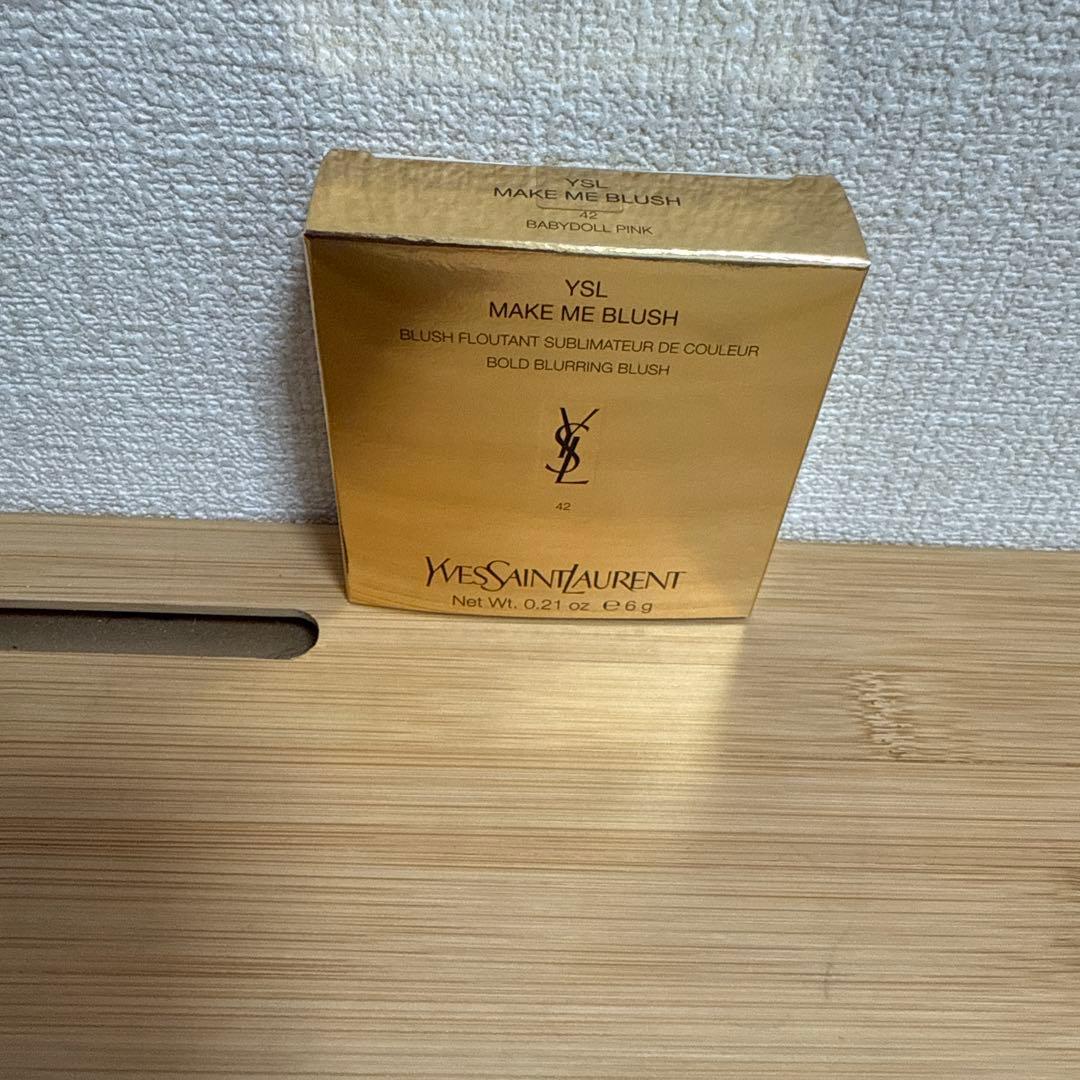 YSL
MAKE ME BLUSH
42
BABYDOLL PINK
YSL
MAKE ME BLUSH
BLUSH FLOUTANT SUBLIMATEUR DE COULEUR
BOLD BLURRING BLUSH
YSL
42
YVESSAINTLAURENT
Net Wt. 0.21 oz ℮ 6 g